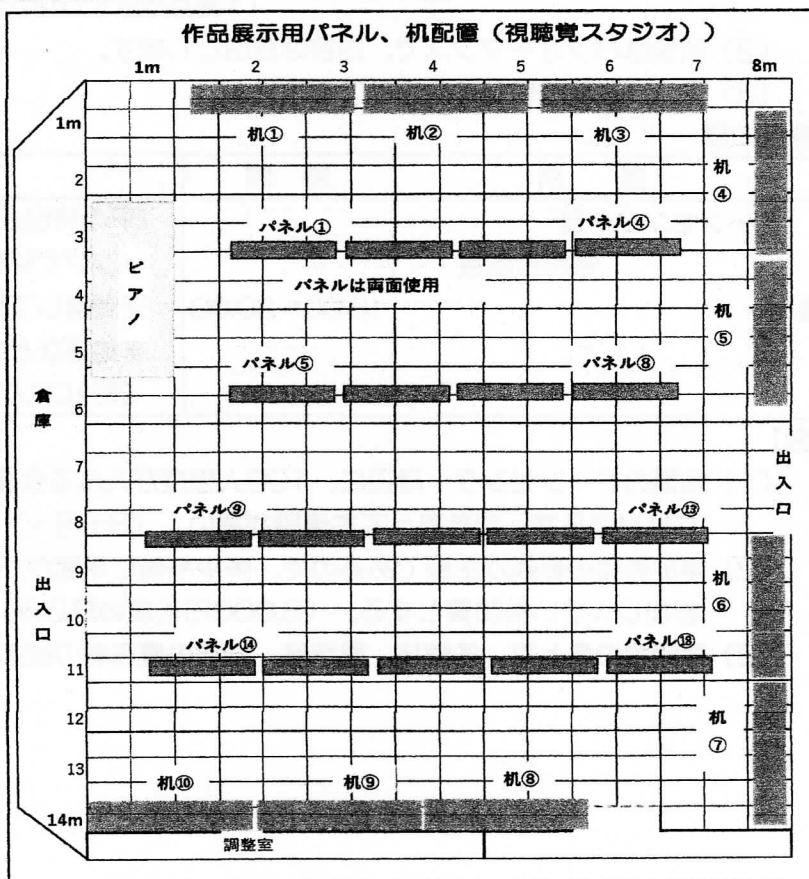 作品展示用パネル、机配置（視聴覚スタジオ））
1m 2 3 4 5 6 7 8m
1m
机① 机② 机③
机④
2
3
パネル① パネル④
ピアノ
パネルは両面使用
4
机⑤
5
パネル⑤ パネル⑧
倉庫
6
7
出入口
8
パネル⑨ パネル⑬
9
出入口
机⑥
10
パネル⑭ パネル⑱
11
12
机⑦
13
机⑩ 机⑨ 机⑧
14m
調整室